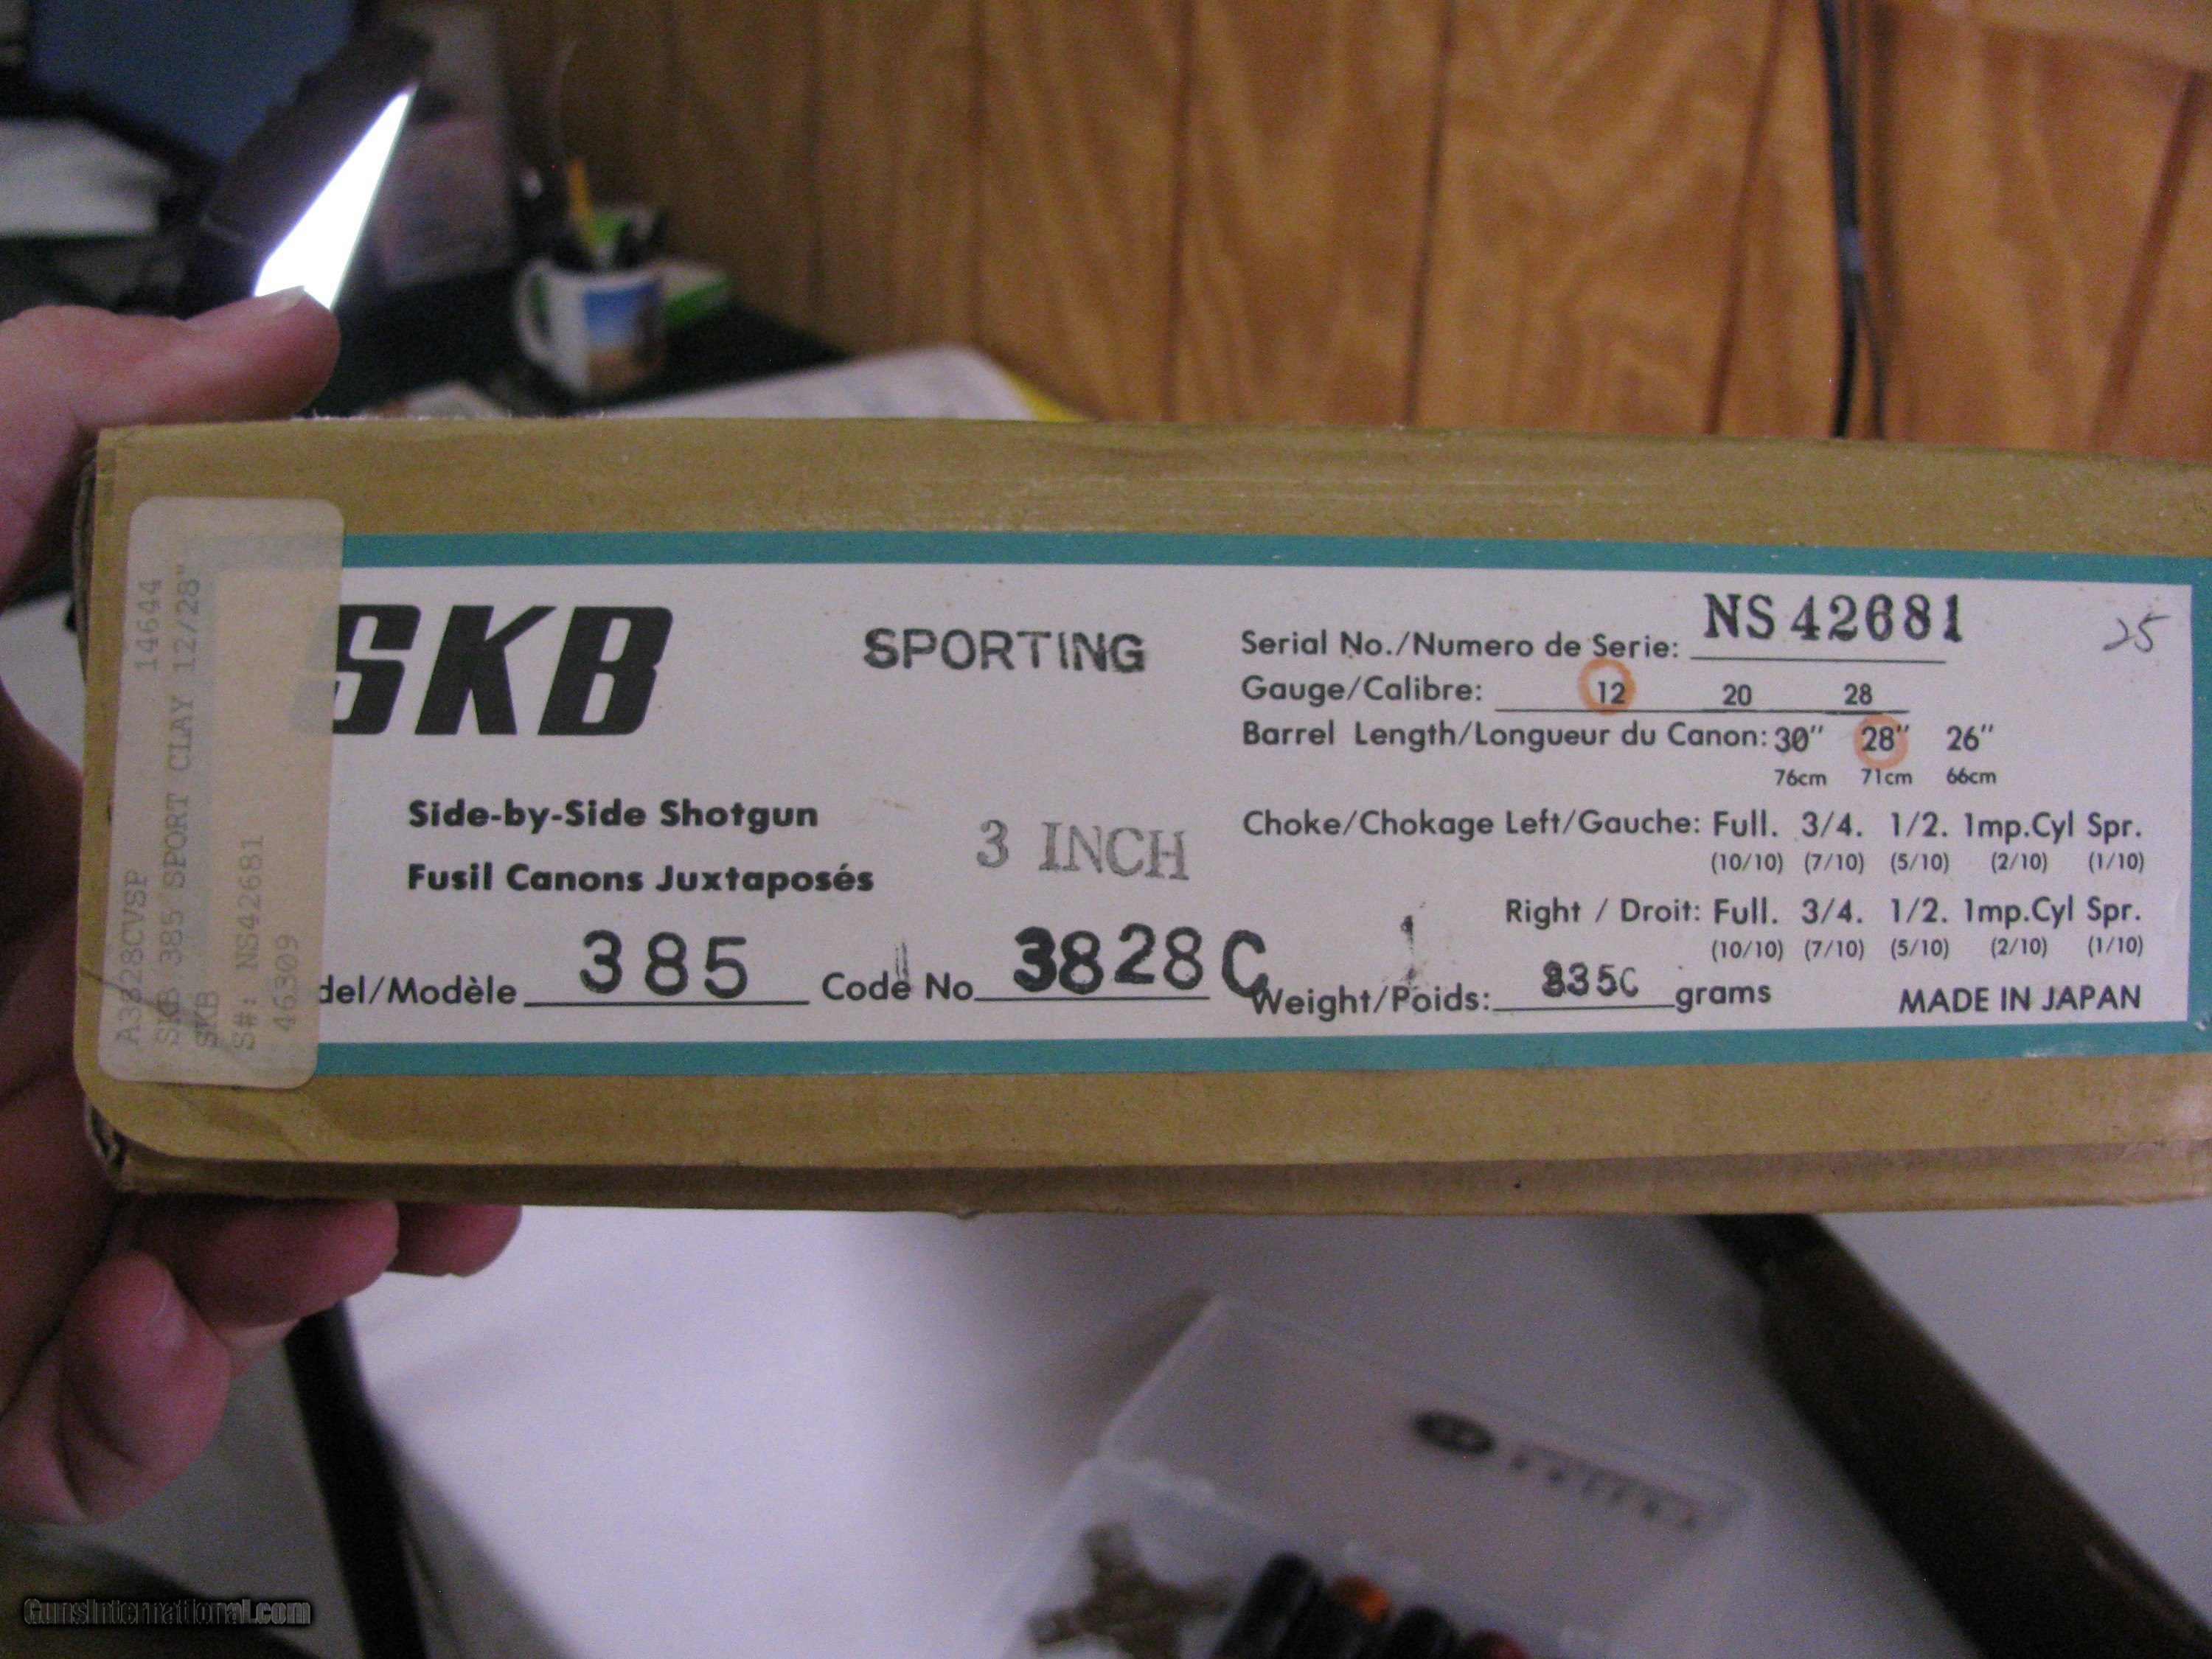 A3828CVSP 14644
SKB 385 SPORT CLAY 12/28"
SKB
S#: NS42681
46309
SKB
SPORTING
Side-by-Side Shotgun
Fusil Canons Juxtaposés
3 INCH
del/Modèle 385 Code No 3828C
Serial No./Numero de Serie: NS42681
25
Gauge/Calibre: 12 20 28
Barrel Length/Longueur du Canon: 30" 28" 26"
76cm 71cm 66cm
Choke/Chokage Left/Gauche: Full. 3/4. 1/2. 1mp.Cyl Spr.
(10/10) (7/10) (5/10) (2/10) (1/10)
Right / Droit: Full. 3/4. 1/2. 1mp.Cyl Spr.
(10/10) (7/10) (5/10) (2/10) (1/10)
Weight/Poids: grams
MADE IN JAPAN
GunsInternational.com